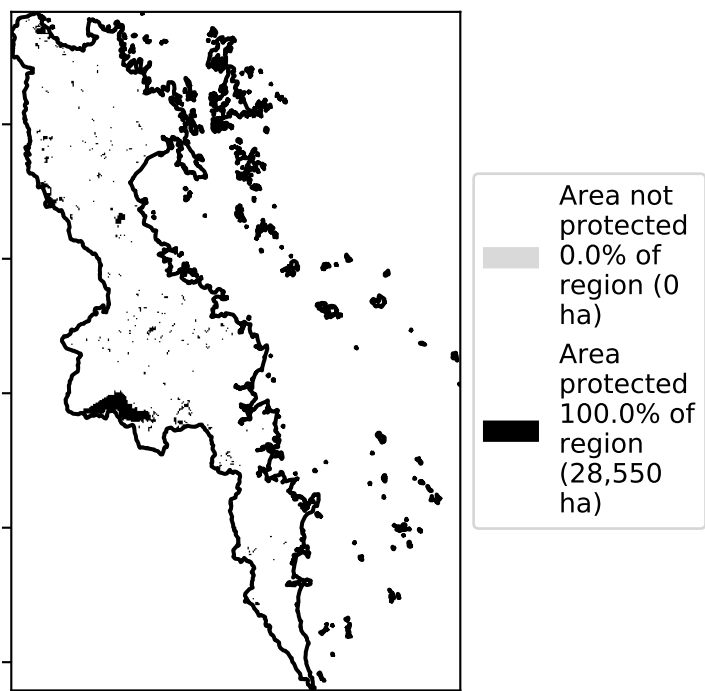 Area not
protected
0.0% of
region (0
ha)
Area
protected
100.0% of
region
(28,550
ha)